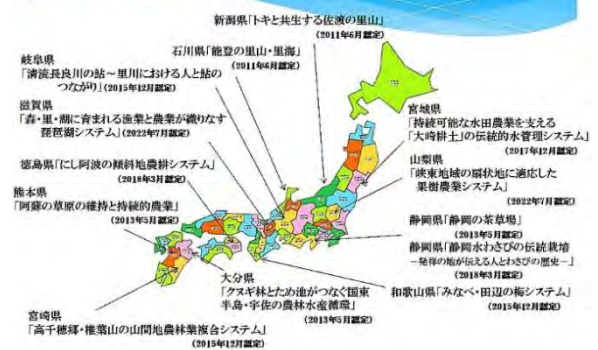 新潟県「トキと共生する佐渡の里山」
(2011年6月認定)
石川県「能登の里山・里海」
(2011年6月認定)
岐阜県
「清流長良川の鮎～里川における人と鮎の
つながり」(2015年12月認定)
滋賀県
「森・里・湖に育まれる漁業と農業が織りなす
琵琶湖システム」(2022年7月認定)
徳島県「にし阿波の傾斜地農耕システム」
(2018年3月認定)
熊本県
「阿蘇の草原の維持と持続的農業」
(2013年5月認定)
宮城県
「持続可能な水田農業を支える
「大崎耕土」の伝統的水管理システム」
(2017年12月認定)
山梨県
「峡東地域の扇状地に適応した
果樹農業システム」
(2022年7月認定)
静岡県「静岡の茶草場」
(2013年5月認定)
静岡県「静岡水わさびの伝統栽培
－発祥の地が伝える人とわさびの歴史－」
(2018年3月認定)
和歌山県「みなべ・田辺の梅システム」
(2015年12月認定)
大分県
「クヌギ林とため池がつなぐ国東
半島・宇佐の農林水産循環」
(2013年5月認定)
宮崎県
「高千穂郷・椎葉山の山間地農林業複合システム」
(2015年12月認定)